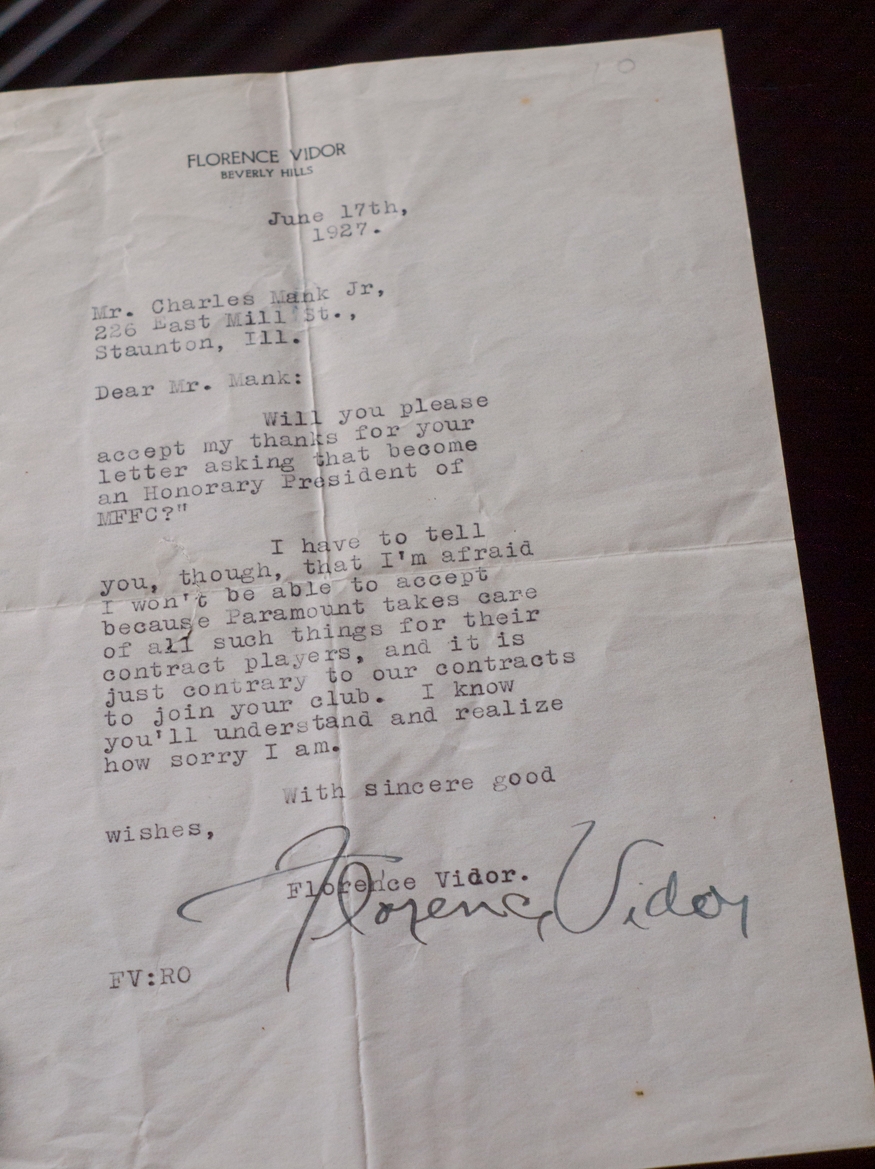 10
FLORENCE VIDOR
BEVERLY HILLS
June 17th,
1927.
Mr. Charles Mank Jr,
226 East Mill St.,
Staunton, Ill.
Dear Mr. Mank:
Will you please
accept my thanks for your
letter asking that become
an Honorary President of
MFFC?"
I have to tell
you, though, that I'm afraid
I won't be able to accept
because Paramount takes care
of all such things for their
contract players, and it is
just contrary to our contracts
to join your club. I know
you'll understand and realize
how sorry I am.
With sincere good
wishes,
Florence Vidor.
Florence Vidor
FV:RO